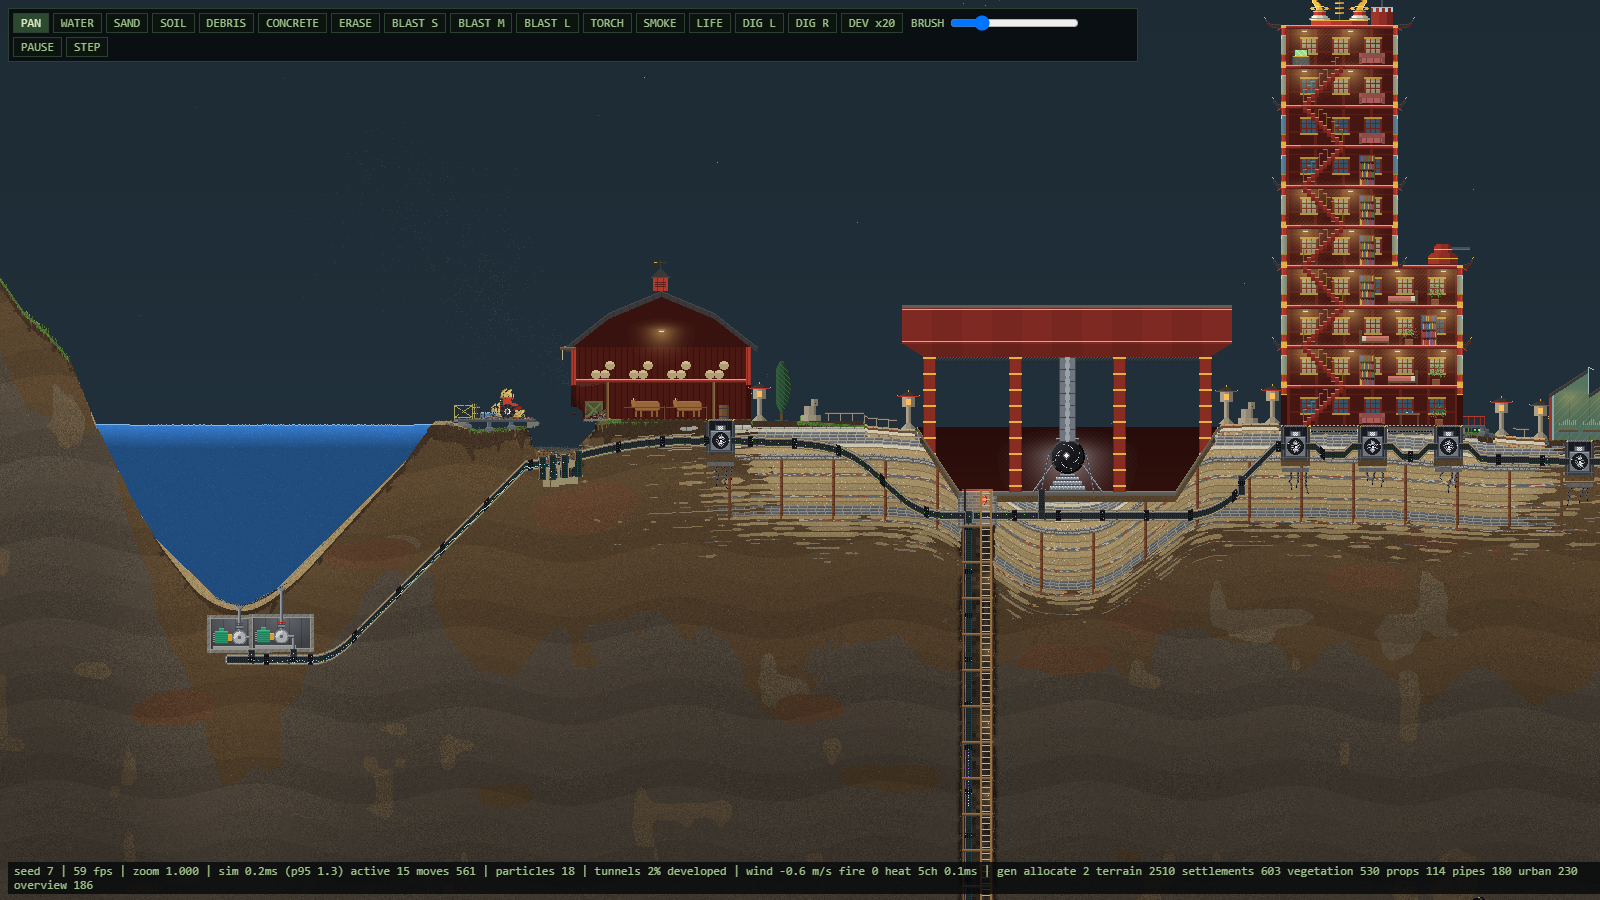 PAN WATER SAND SOIL DEBRIS CONCRETE ERASE BLAST S BLAST M BLAST L TORCH SMOKE LIFE DIG L DIG R DEV x20 BRUSH
PAUSE STEP
seed 7 | 59 fps | zoom 1.000 | sim 0.2ms (p95 1.3) active 15 moves 561 | particles 18 | tunnels 2% developed | wind -0.6 m/s fire 0 heat 5ch 0.1ms | gen allocate 2 terrain 2510 settlements 603 vegetation 530 props 114 pipes 180 urban 230
overview 186